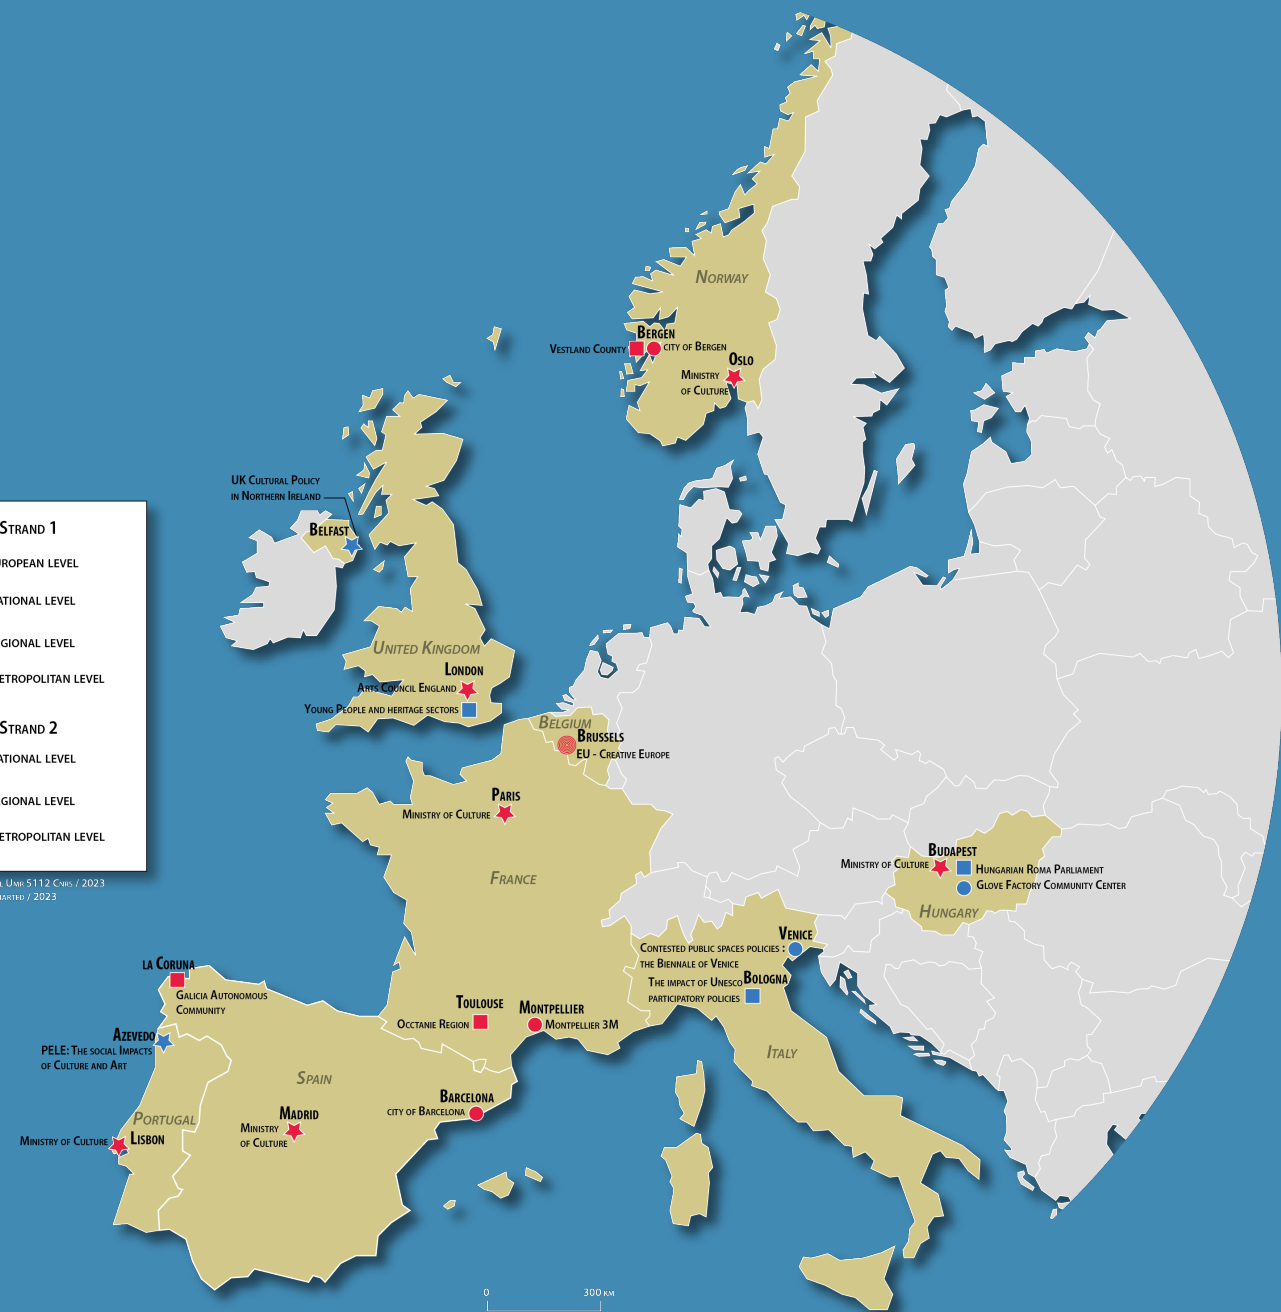 NORWAY
BERGEN
VESTLAND COUNTY
CITY OF BERGEN
OSLO
MINISTRY
OF CULTURE
UK CULTURAL POLICY
IN NORTHERN IRELAND
BELFAST
STRAND 1
UROPEAN LEVEL
ATIONAL LEVEL
GIONAL LEVEL
ETROPOLITAN LEVEL
STRAND 2
ATIONAL LEVEL
GIONAL LEVEL
ETROPOLITAN LEVEL
L UMR 5112 CNRS / 2023
HARTED / 2023
UNITED KINGDOM
LONDON
ARTS COUNCIL ENGLAND
YOUNG PEOPLE AND HERITAGE SECTORS
BELGIUM
BRUSSELS
EU - CREATIVE EUROPE
PARIS
MINISTRY OF CULTURE
FRANCE
BUDAPEST
MINISTRY OF CULTURE
HUNGARIAN ROMA PARLIAMENT
GLOVE FACTORY COMMUNITY CENTER
HUNGARY
VENICE
CONTESTED PUBLIC SPACES POLICIES :
THE BIENNALE OF VENICE
THE IMPACT OF UNESCO
PARTICIPATORY POLICIES
BOLOGNA
ITALY
LA CORUNA
GALICIA AUTONOMOUS
COMMUNITY
TOULOUSE
OCCTANIE REGION
MONTPELLIER
MONTPELLIER 3M
AZEVEDO
PELE: THE SOCIAL IMPACTS
OF CULTURE AND ART
SPAIN
BARCELONA
CITY OF BARCELONA
PORTUGAL
MADRID
MINISTRY
OF CULTURE
MINISTRY OF CULTURE
LISBON
0 300 KM